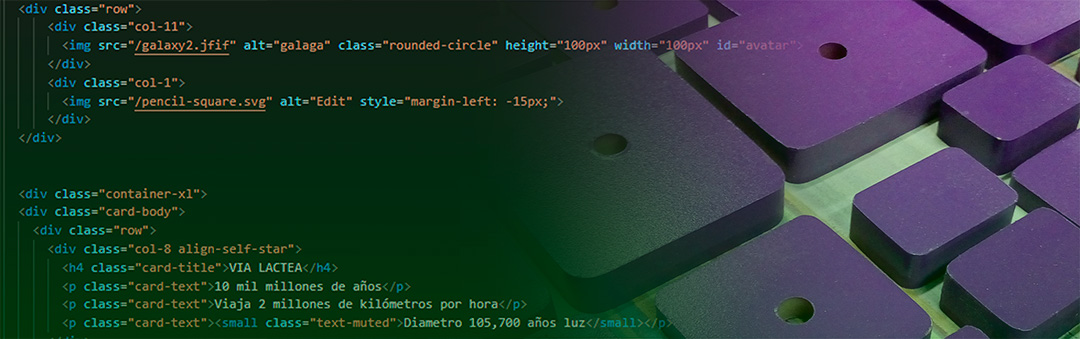 <div class="row">
<div class="col-11">
<img src="/galaxy2.jfif" alt="galaga" class="rounded-circle" height="100px" width="100px" id="avatar">
</div>
<div class="col-1">
<img src="/pencil-square.svg" alt="Edit" style="margin-left: -15px;">
</div>
</div>
<div class="container-xl">
<div class="card-body">
<div class="row">
<div class="col-8 align-self-star">
<h4 class="card-title">VIA LACTEA</h4>
<p class="card-text">10 mil millones de años</p>
<p class="card-text">Viaja 2 millones de kilómetros por hora</p>
<p class="card-text"><small class="text-muted">Diametro 105,700 años luz</small></p>